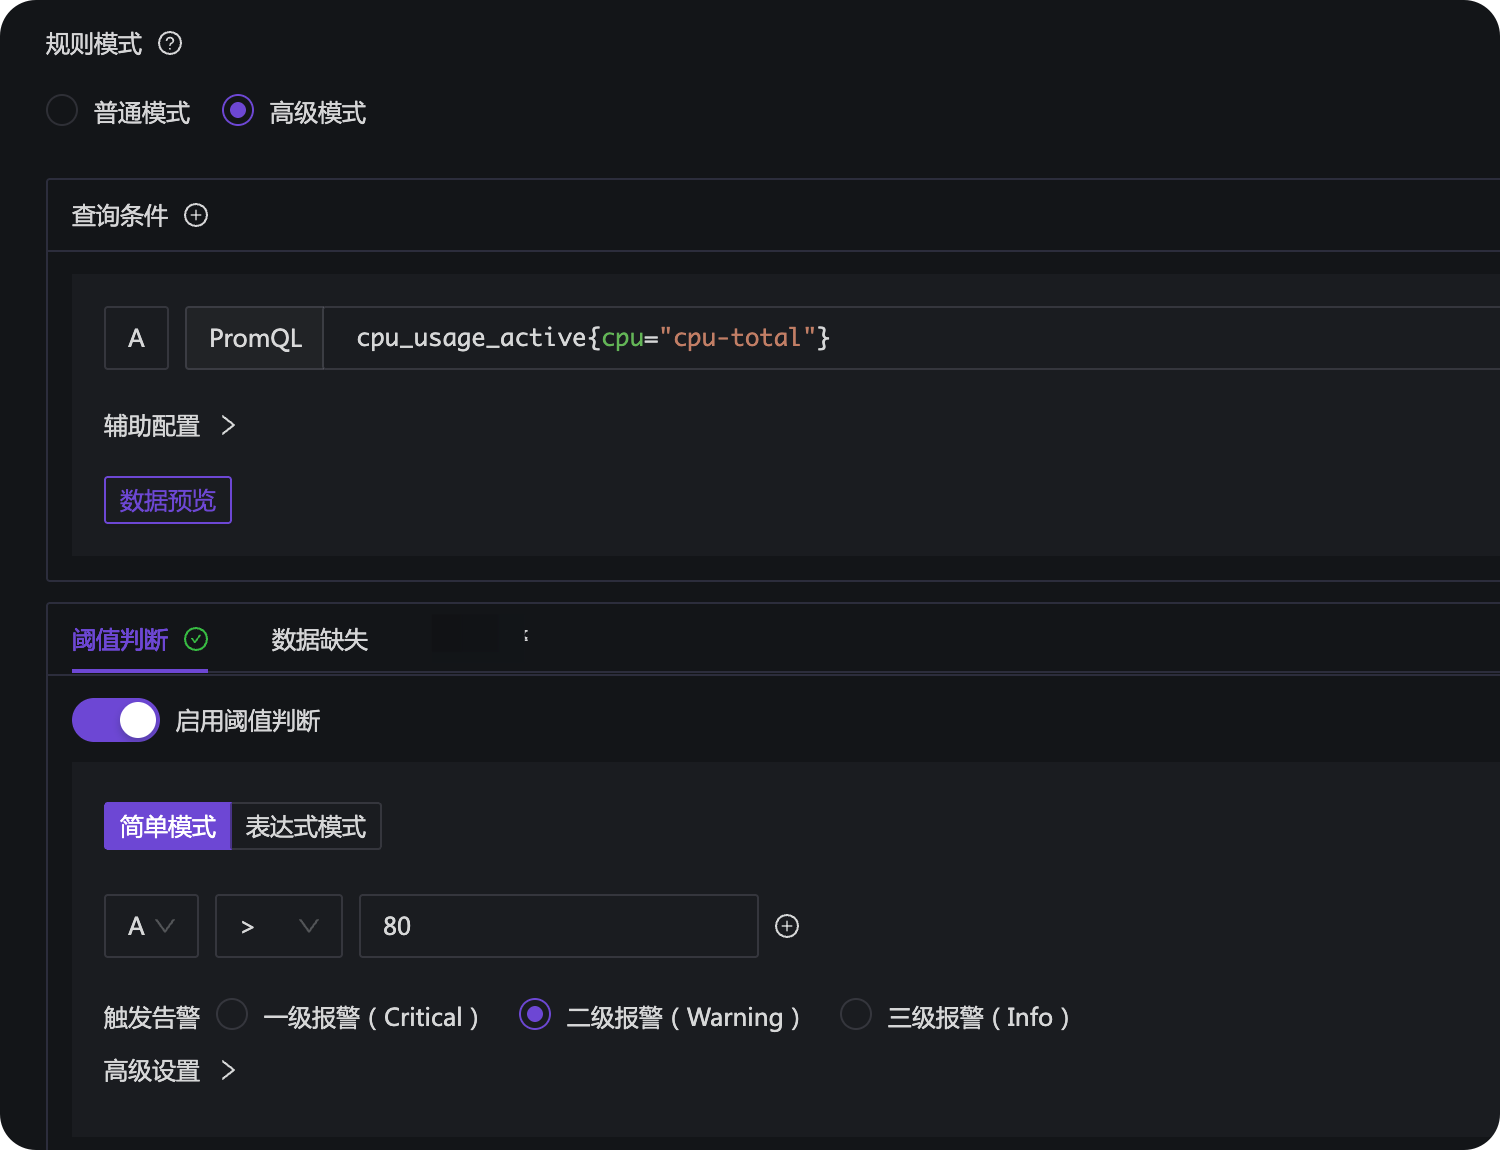 规则模式
普通模式 高级模式
查询条件
A PromQL cpu_usage_active{cpu="cpu-total"}
辅助配置
数据预览
阈值判断 数据缺失
启用阈值判断
简单模式 表达式模式
A > 80
触发告警 一级报警 ( Critical ) 二级报警 ( Warning ) 三级报警 ( Info )
高级设置